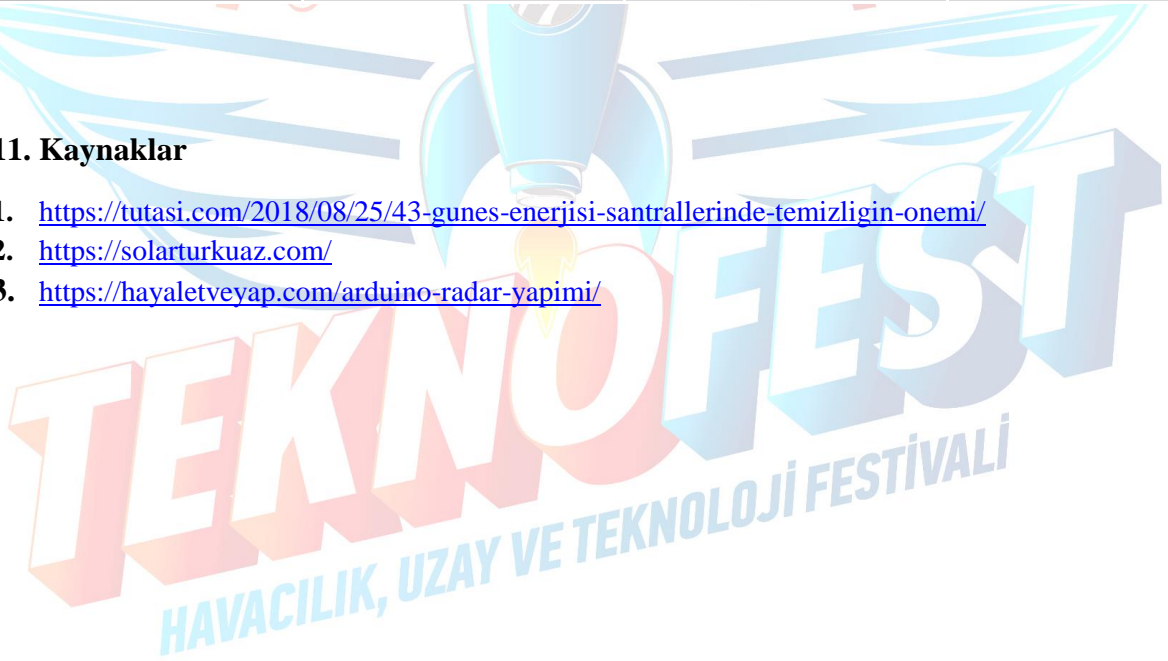 11. Kaynaklar
1. https://tutasi.com/2018/08/25/43-gunes-enerjisi-santrallerinde-temizligin-onemi/
2. https://solarturkuaz.com/
3. https://hayaletveyap.com/arduino-radar-yapimi/
TEKNOFEST
HAVACILIK, UZAY VE TEKNOLOJİ FESTİVALİ